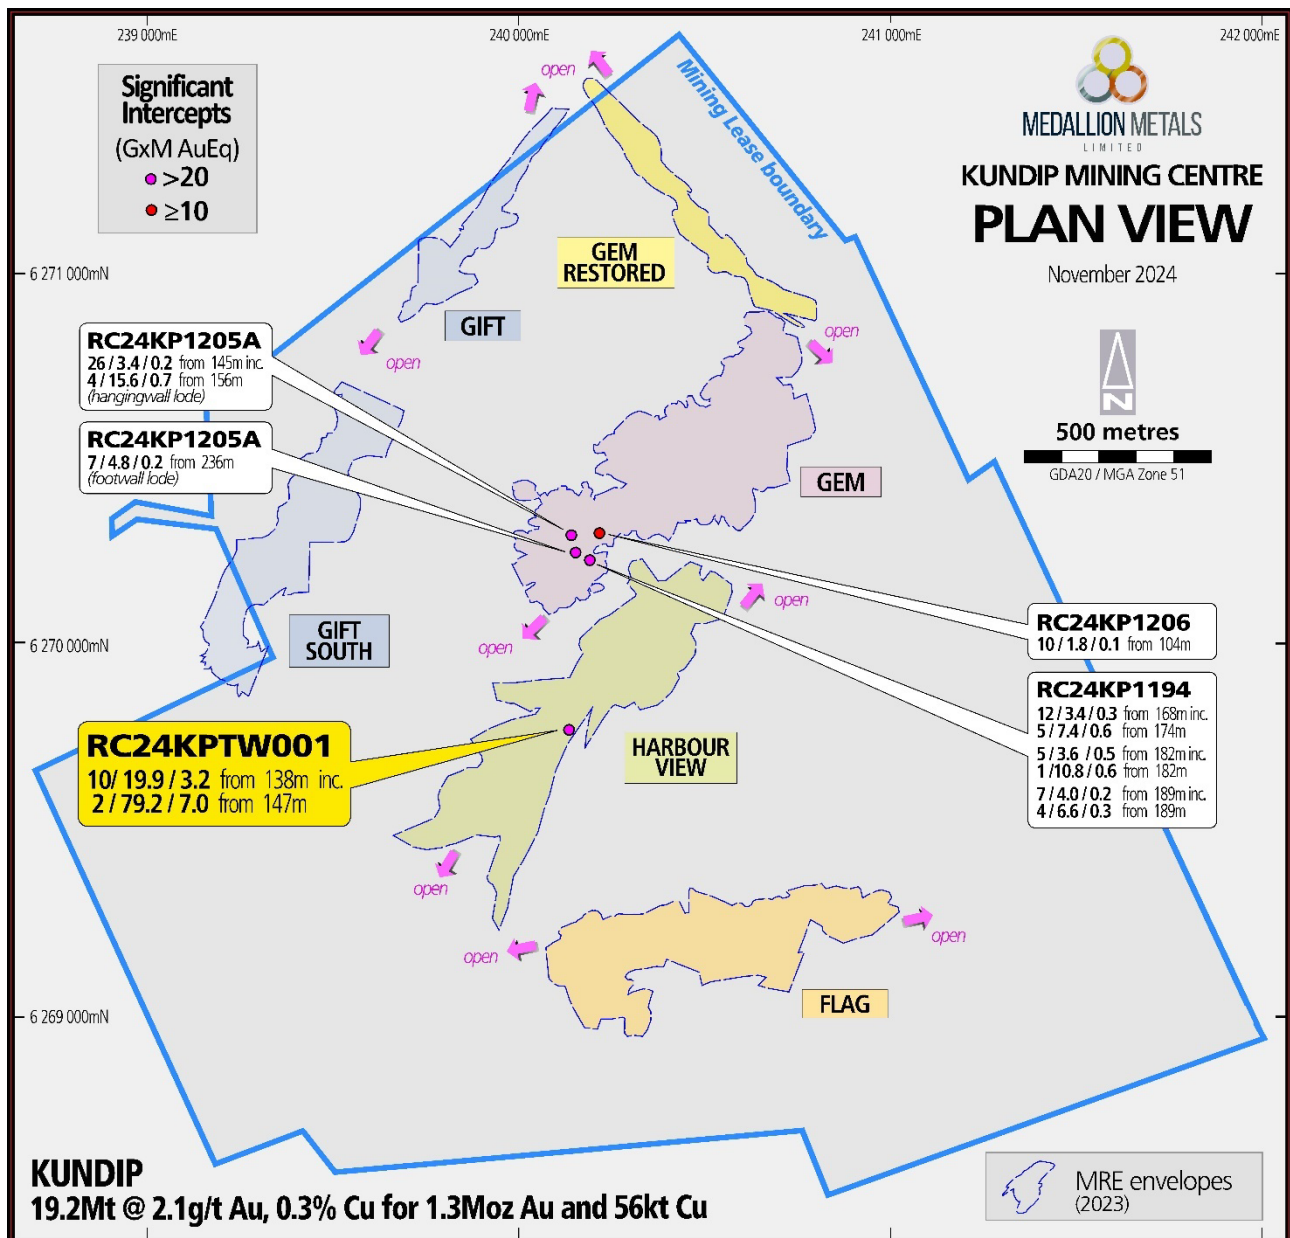 239 000mE
240 000mE
241 000mE
242 000mE
Significant
Intercepts
(GxM AuEq)
>20
≥10
open
Mining Lease boundary
MEDALLION METALS
LIMITED
KUNDIP MINING CENTRE
PLAN VIEW
November 2024
GEM
RESTORED
6 271 000mN
GIFT
open
open
RC24KP1205A
26 / 3.4 / 0.2 from 145m inc.
4 / 15.6 / 0.7 from 156m
(hangingwall lode)
N
500 metres
GDA20 / MGA Zone 51
RC24KP1205A
7 / 4.8 / 0.2 from 236m
(footwall lode)
GEM
open
RC24KP1206
10 / 1.8 / 0.1 from 104m
GIFT
SOUTH
open
6 270 000mN
RC24KP1194
12 / 3.4 / 0.3 from 168m inc.
5 / 7.4 / 0.6 from 174m
5 / 3.6 / 0.5 from 182m inc.
1 /10.8 / 0.6 from 182m
7 / 4.0 / 0.2 from 189m inc.
4 / 6.6 / 0.3 from 189m
RC24KPTW001
10/ 19.9 / 3.2 from 138m inc.
2 / 79.2 / 7.0 from 147m
HARBOUR
VIEW
open
open
open
FLAG
6 269 000mN
KUNDIP
19.2Mt @ 2.1g/t Au, 0.3% Cu for 1.3Moz Au and 56kt Cu
MRE envelopes
(2023)